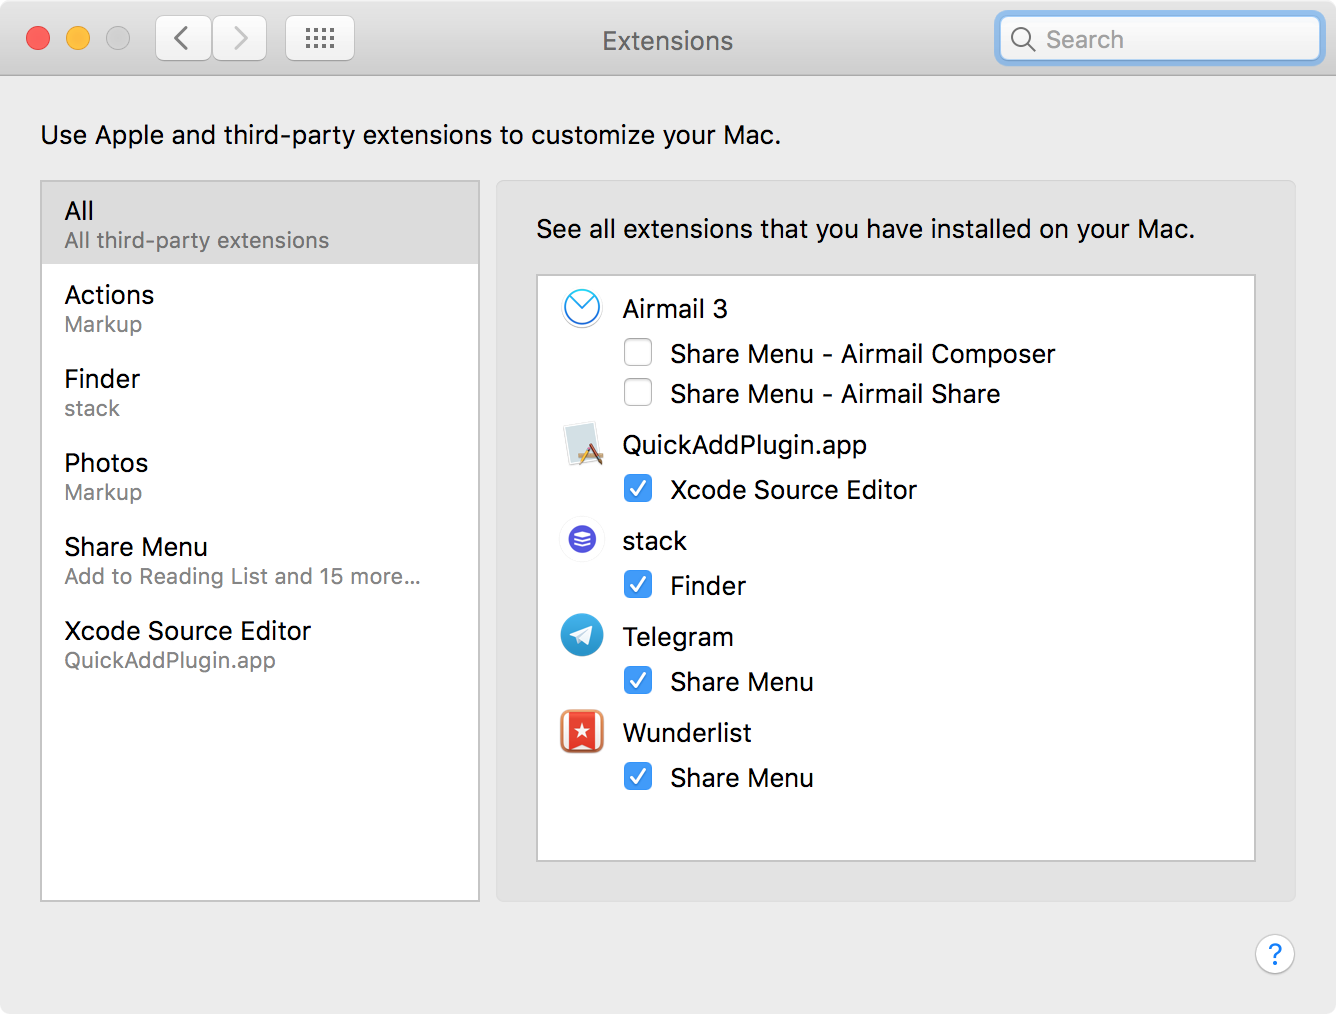 Extensions
Search
Use Apple and third-party extensions to customize your Mac.
All
All third-party extensions
Actions
Markup
Finder
stack
Photos
Markup
Share Menu
Add to Reading List and 15 more...
Xcode Source Editor
QuickAddPlugin.app
See all extensions that you have installed on your Mac.
Airmail 3
Share Menu - Airmail Composer
Share Menu - Airmail Share
QuickAddPlugin.app
Xcode Source Editor
stack
Finder
Telegram
Share Menu
Wunderlist
Share Menu
?